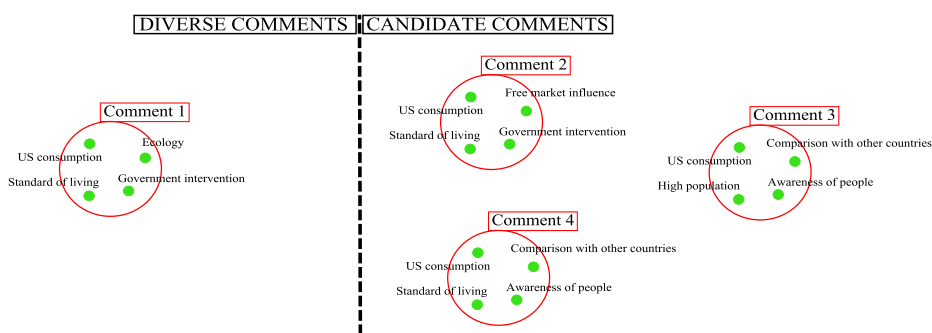 DIVERSE COMMENTS
CANDIDATE COMMENTS
Comment 1
Ecology
US consumption
Government intervention
Standard of living
Comment 2
Free market influence
US consumption
Government intervention
Standard of living
Comment 3
Comparison with other countries
US consumption
Awareness of people
High population
Comment 4
Comparison with other countries
US consumption
Awareness of people
Standard of living